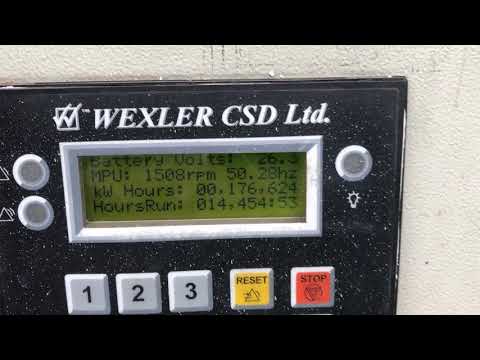 ™ WEXLER CSD Ltd.
Battery Volts: 26.3
MPU: 1508rpm 50.28hz
kW Hours: 00,176,624
HoursRun: 014,454:53
1 2 3 RESET STOP